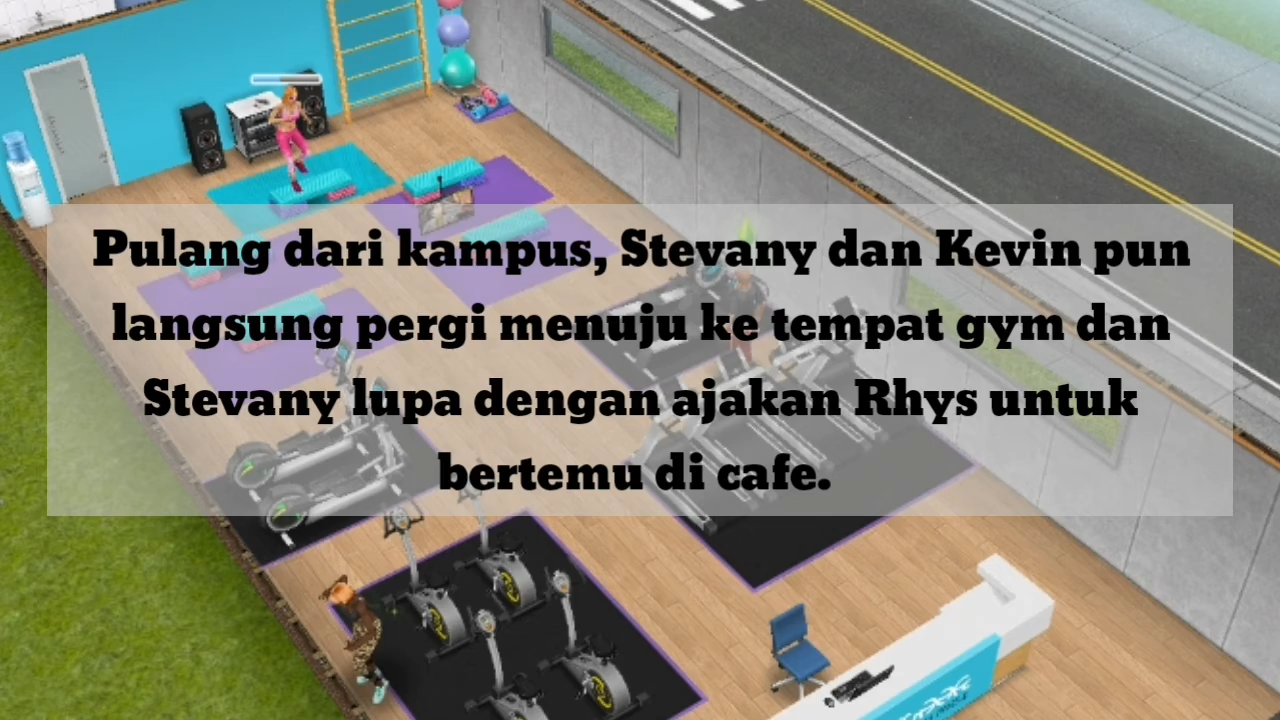 Pulang dari kampus, Stevany dan Kevin pun
langsung pergi menuju ke tempat gym dan
Stevany lupa dengan ajakan Rhys untuk
bertemu di cafe.